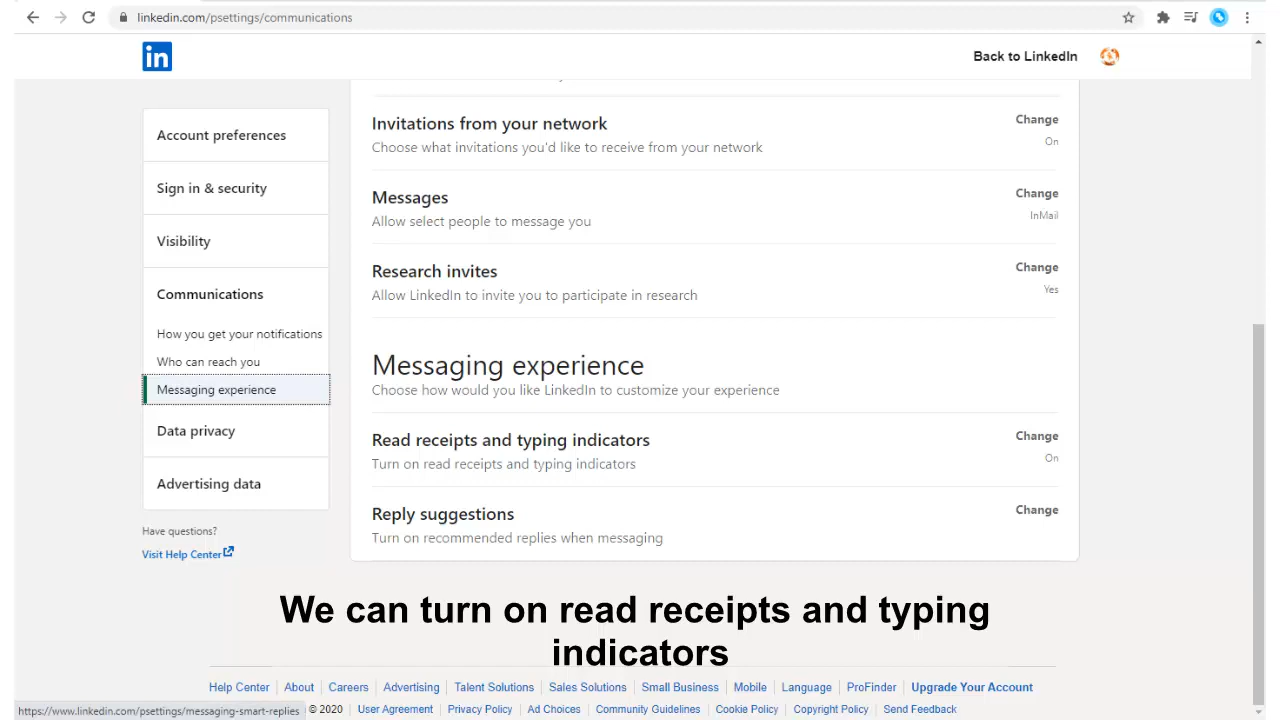 linkedin.com/psettings/communications
in
Back to LinkedIn
Account preferences
Sign in & security
Visibility
Communications
How you get your notifications
Who can reach you
Messaging experience
Data privacy
Advertising data
Have questions?
Visit Help Center
Invitations from your network
Choose what invitations you'd like to receive from your network
Change
On
Messages
Allow select people to message you
Change
InMail
Research invites
Allow LinkedIn to invite you to participate in research
Change
Yes
Messaging experience
Choose how would you like LinkedIn to customize your experience
Read receipts and typing indicators
Turn on read receipts and typing indicators
Change
On
Reply suggestions
Turn on recommended replies when messaging
Change
We can turn on read receipts and typing
indicators
Help Center About Careers Advertising Talent Solutions Sales Solutions Small Business Mobile Language ProFinder Upgrade Your Account
© 2020 User Agreement Privacy Policy Ad Choices Community Guidelines Cookie Policy Copyright Policy Send Feedback
https://www.linkedin.com/psettings/messaging-smart-replies